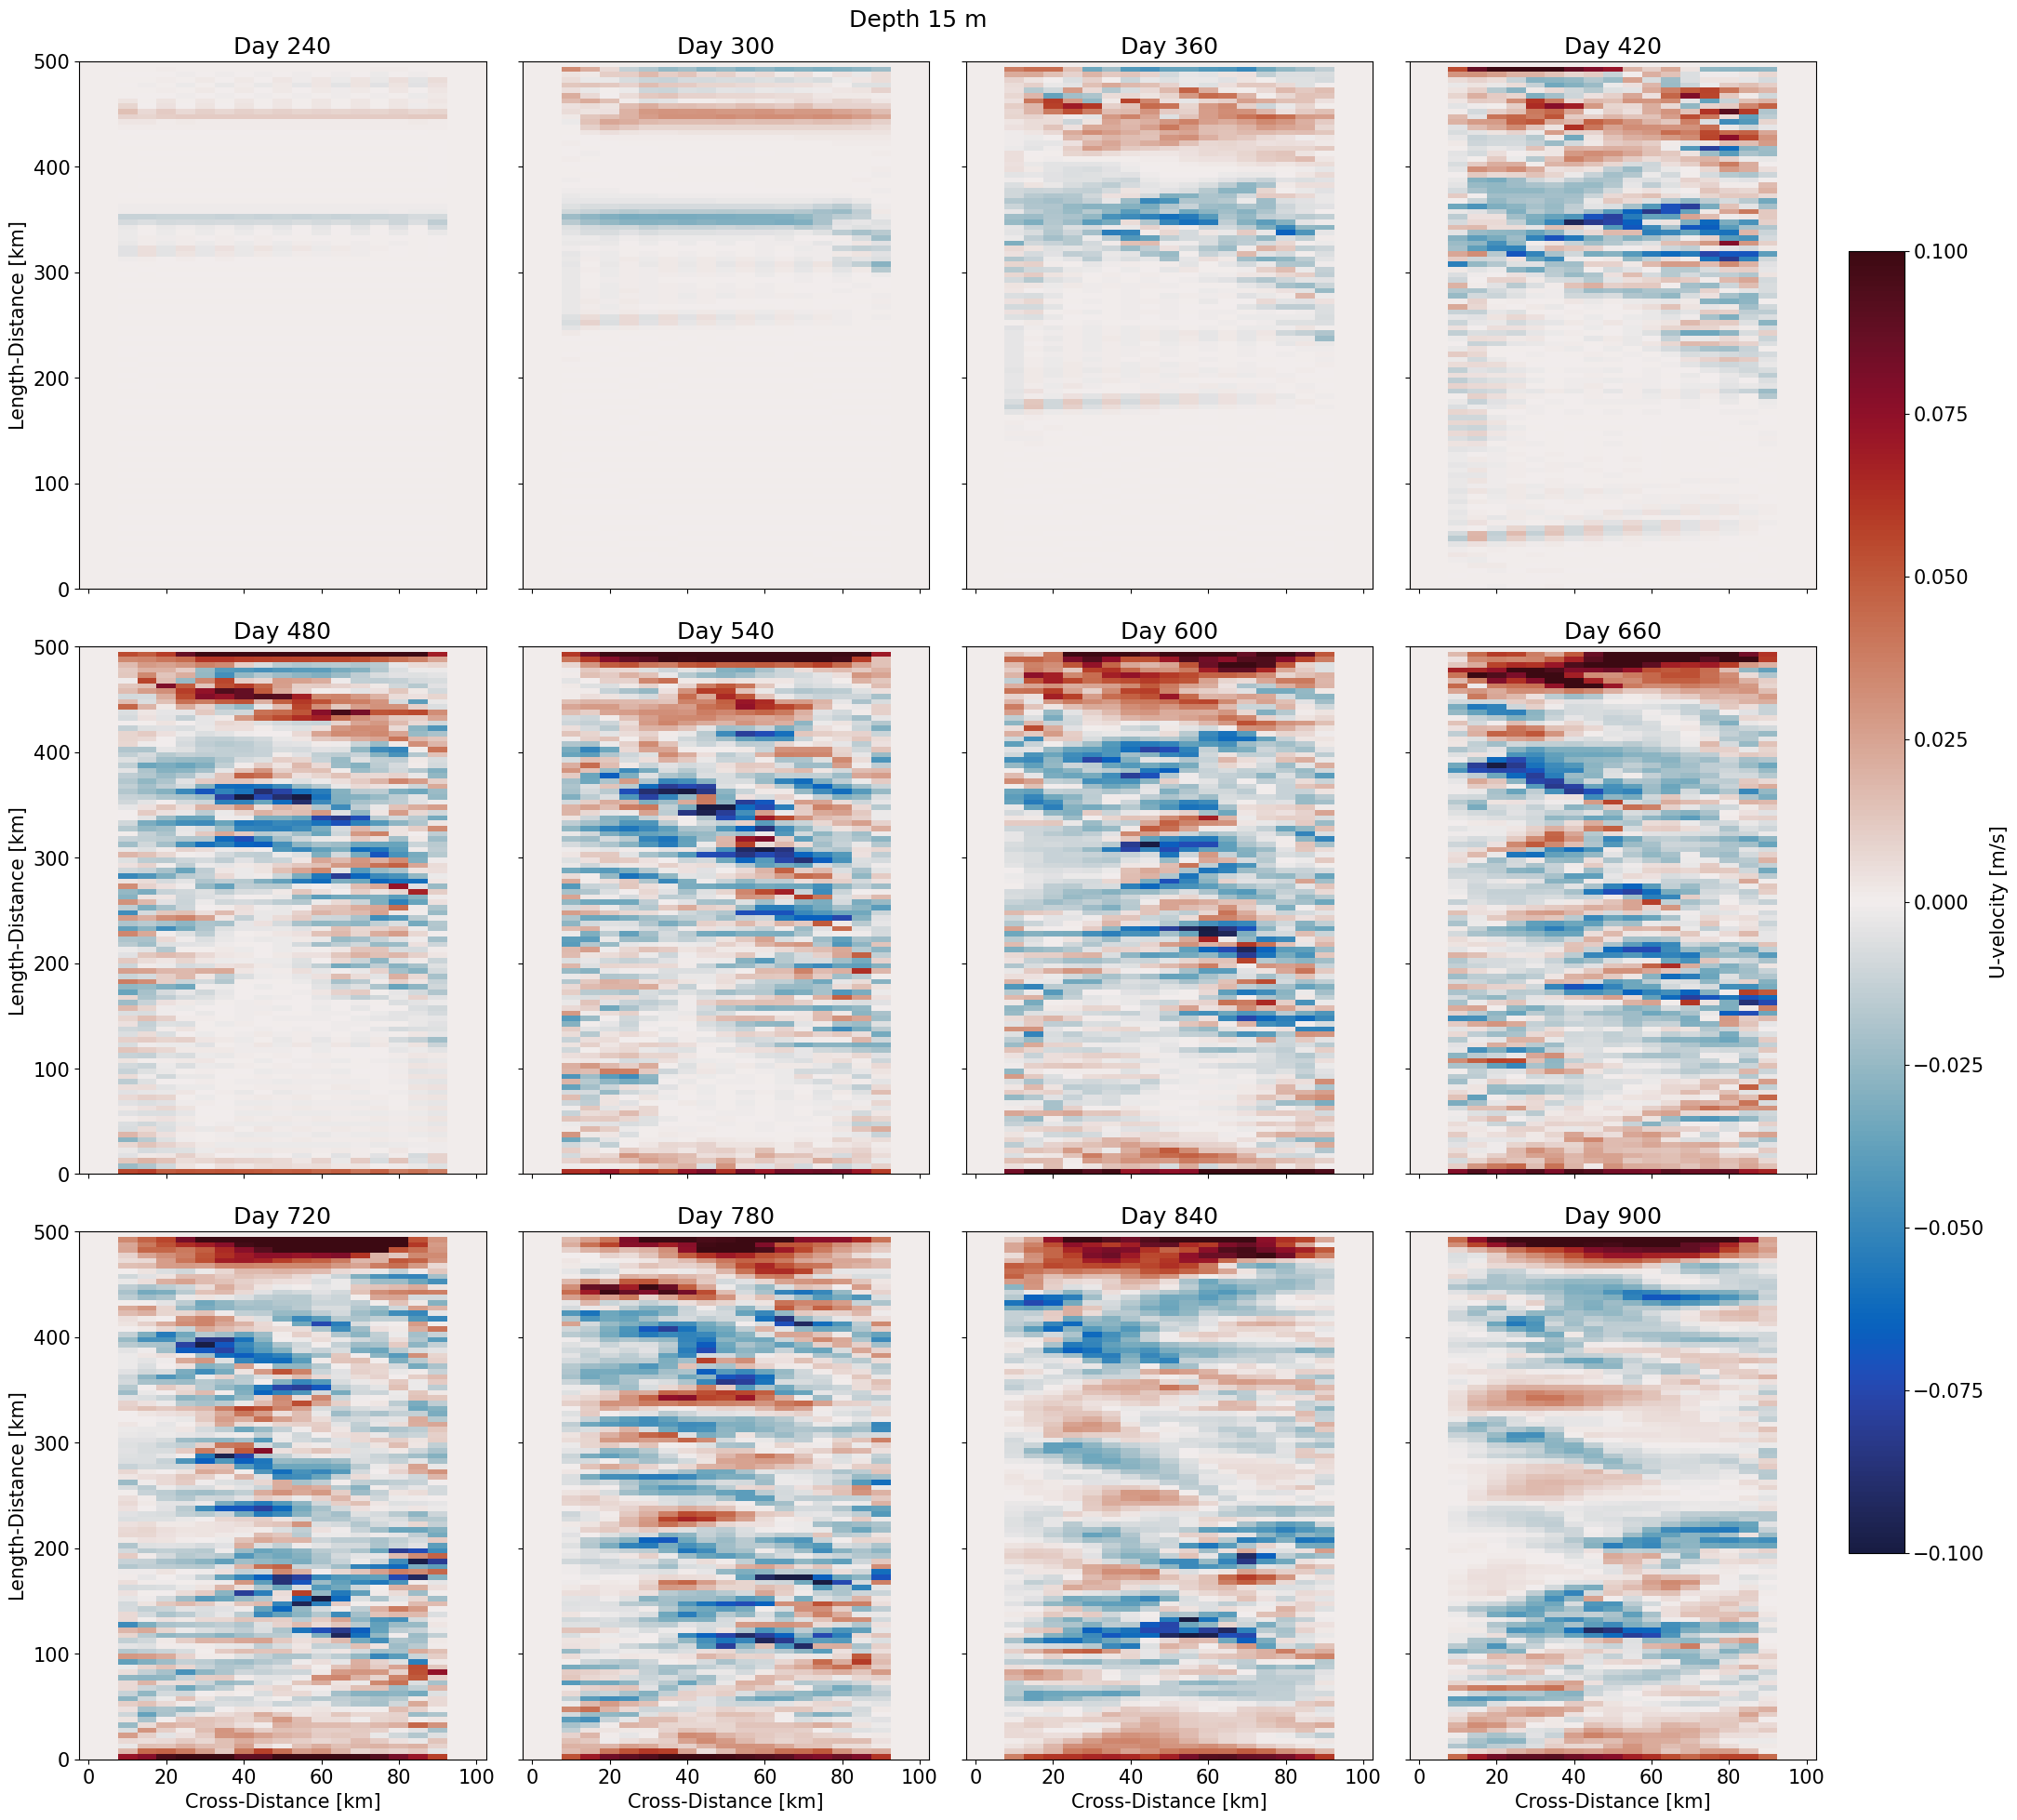 Depth 15 m
Day 240
Day 300
Day 360
Day 420
500
400
300
200
100
0
Length-Distance [km]
0.100
0.075
0.050
0.025
0.000
−0.025
−0.050
−0.075
−0.100
U-velocity [m/s]
Day 480
Day 540
Day 600
Day 660
500
400
300
200
100
0
Length-Distance [km]
Day 720
Day 780
Day 840
Day 900
500
400
300
200
100
0
Length-Distance [km]
0 20 40 60 80 100 0 20 40 60 80 100 0 20 40 60 80 100 0 20 40 60 80 100
Cross-Distance [km] Cross-Distance [km] Cross-Distance [km] Cross-Distance [km]